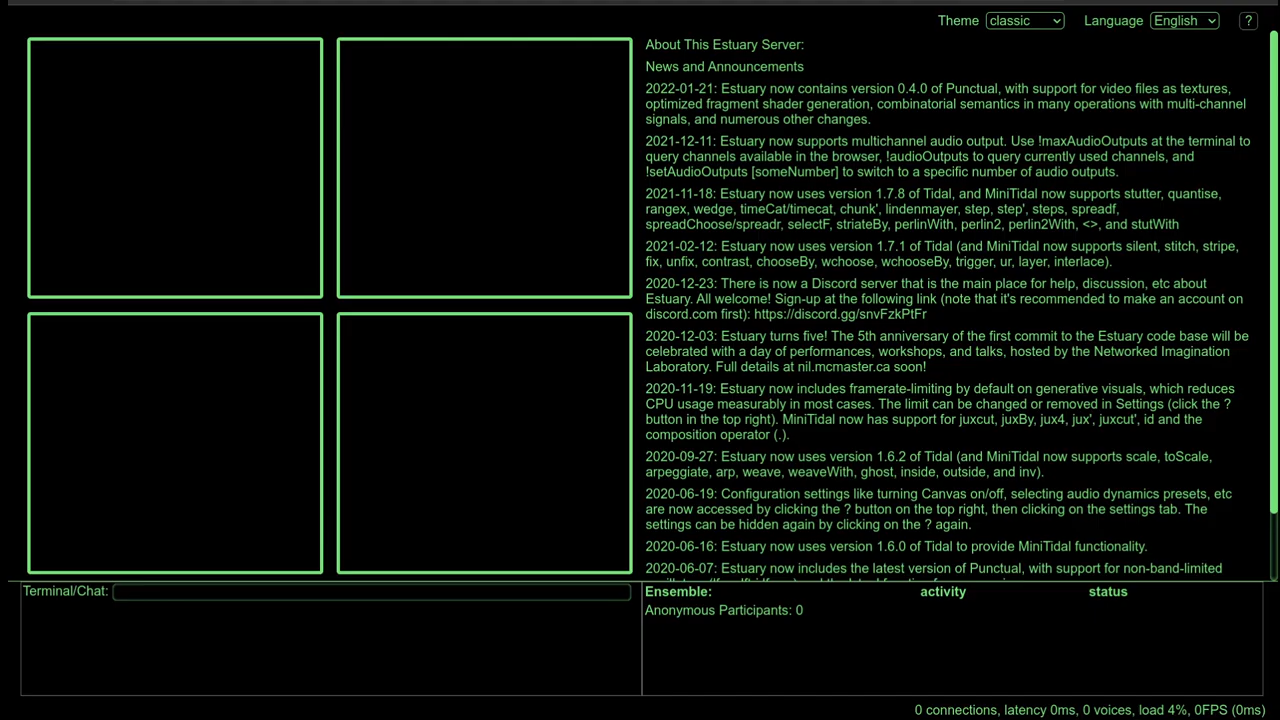 Theme classic Language English ?
About This Estuary Server:
News and Announcements
2022-01-21: Estuary now contains version 0.4.0 of Punctual, with support for video files as textures,
optimized fragment shader generation, combinatorial semantics in many operations with multi-channel
signals, and numerous other changes.
2021-12-11: Estuary now supports multichannel audio output. Use !maxAudioOutputs at the terminal to
query channels available in the browser, !audioOutputs to query currently used channels, and
!setAudioOutputs [someNumber] to switch to a specific number of audio outputs.
2021-11-18: Estuary now uses version 1.7.8 of Tidal, and MiniTidal now supports stutter, quantise,
rangex, wedge, timeCat/timecat, chunk', lindenmayer, step, step', steps, spreadf,
spreadChoose/spreadr, selectF, striateBy, perlinWith, perlin2, perlin2With, <>, and stutWith
2021-02-12: Estuary now uses version 1.7.1 of Tidal (and MiniTidal now supports silent, stitch, stripe,
fix, unfix, contrast, chooseBy, wchoose, wchooseBy, trigger, ur, layer, interlace).
2020-12-23: There is now a Discord server that is the main place for help, discussion, etc about
Estuary. All welcome! Sign-up at the following link (note that it's recommended to make an account on
discord.com first): https://discord.gg/snvFzkPtFr
2020-12-03: Estuary turns five! The 5th anniversary of the first commit to the Estuary code base will be
celebrated with a day of performances, workshops, and talks, hosted by the Networked Imagination
Laboratory. Full details at nil.mcmaster.ca soon!
2020-11-19: Estuary now includes framerate-limiting by default on generative visuals, which reduces
CPU usage measurably in most cases. The limit can be changed or removed in Settings (click the ?
button in the top right). MiniTidal now has support for juxcut, juxBy, jux4, jux', juxcut', id and the
composition operator (.).
2020-09-27: Estuary now uses version 1.6.2 of Tidal (and MiniTidal now supports scale, toScale,
arpeggiate, arp, weave, weaveWith, ghost, inside, outside, and inv).
2020-06-19: Configuration settings like turning Canvas on/off, selecting audio dynamics presets, etc
are now accessed by clicking the ? button on the top right, then clicking on the settings tab. The
settings can be hidden again by clicking on the ? again.
2020-06-16: Estuary now uses version 1.6.0 of Tidal to provide MiniTidal functionality.
2020-06-07: Estuary now includes the latest version of Punctual, with support for non-band-limited
Terminal/Chat:
Ensemble: activity status
Anonymous Participants: 0
0 connections, latency 0ms, 0 voices, load 4%, 0FPS (0ms)